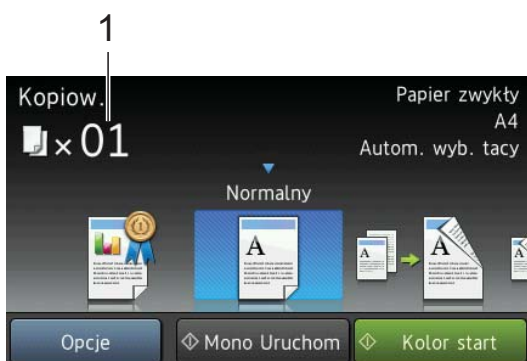 1
Kopiow.
×01
Papier zwykły
A4
Autom. wyb. tacy
Normalny
A
A
A
Opcje
Mono Uruchom
Kolor start